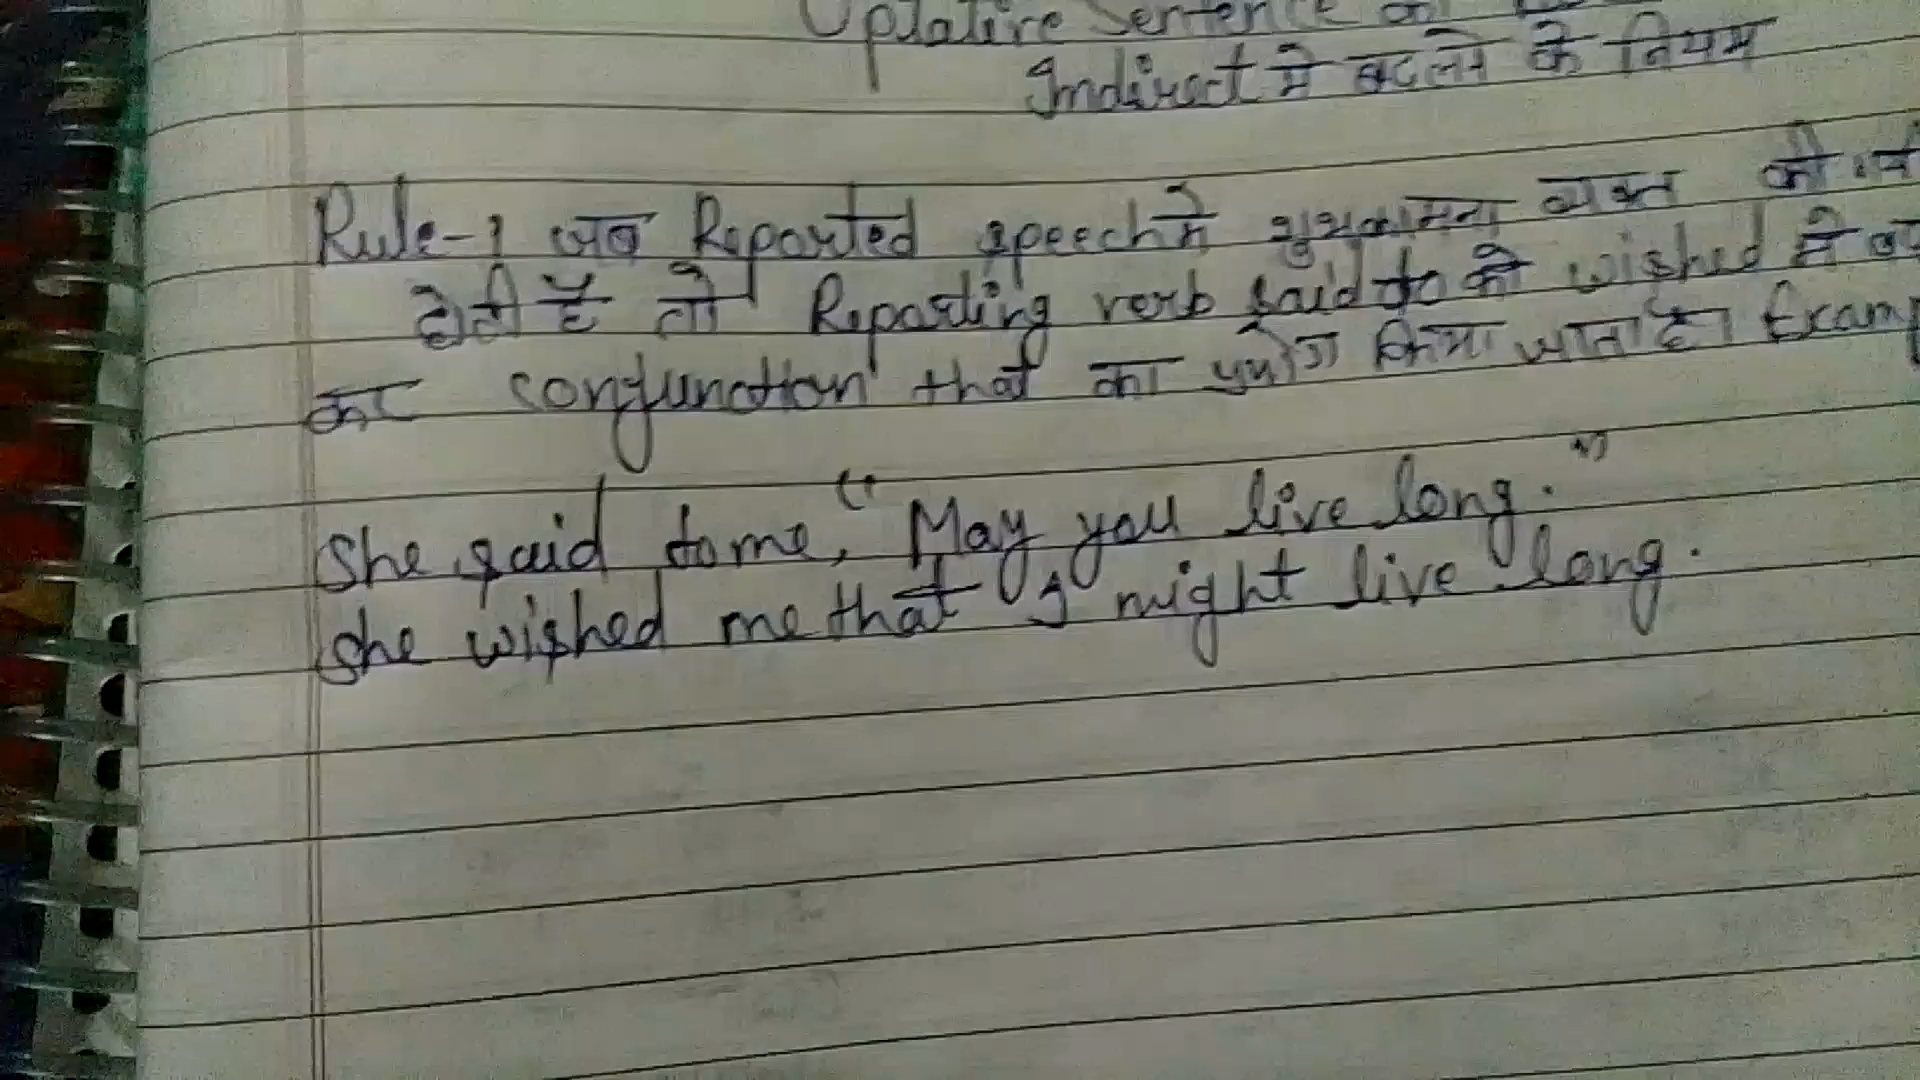 Optative Sentence को
Indirect मे बदलने के नियम
Rule-1 जब Reported speech मे शुभकामना व्यक्त की
होती है तो Reporting verb said to को wished मे
कर conjunction that का प्रयोग किया जाता है। Examp
She said to me, "May you live long."
She wished me that I might live long.